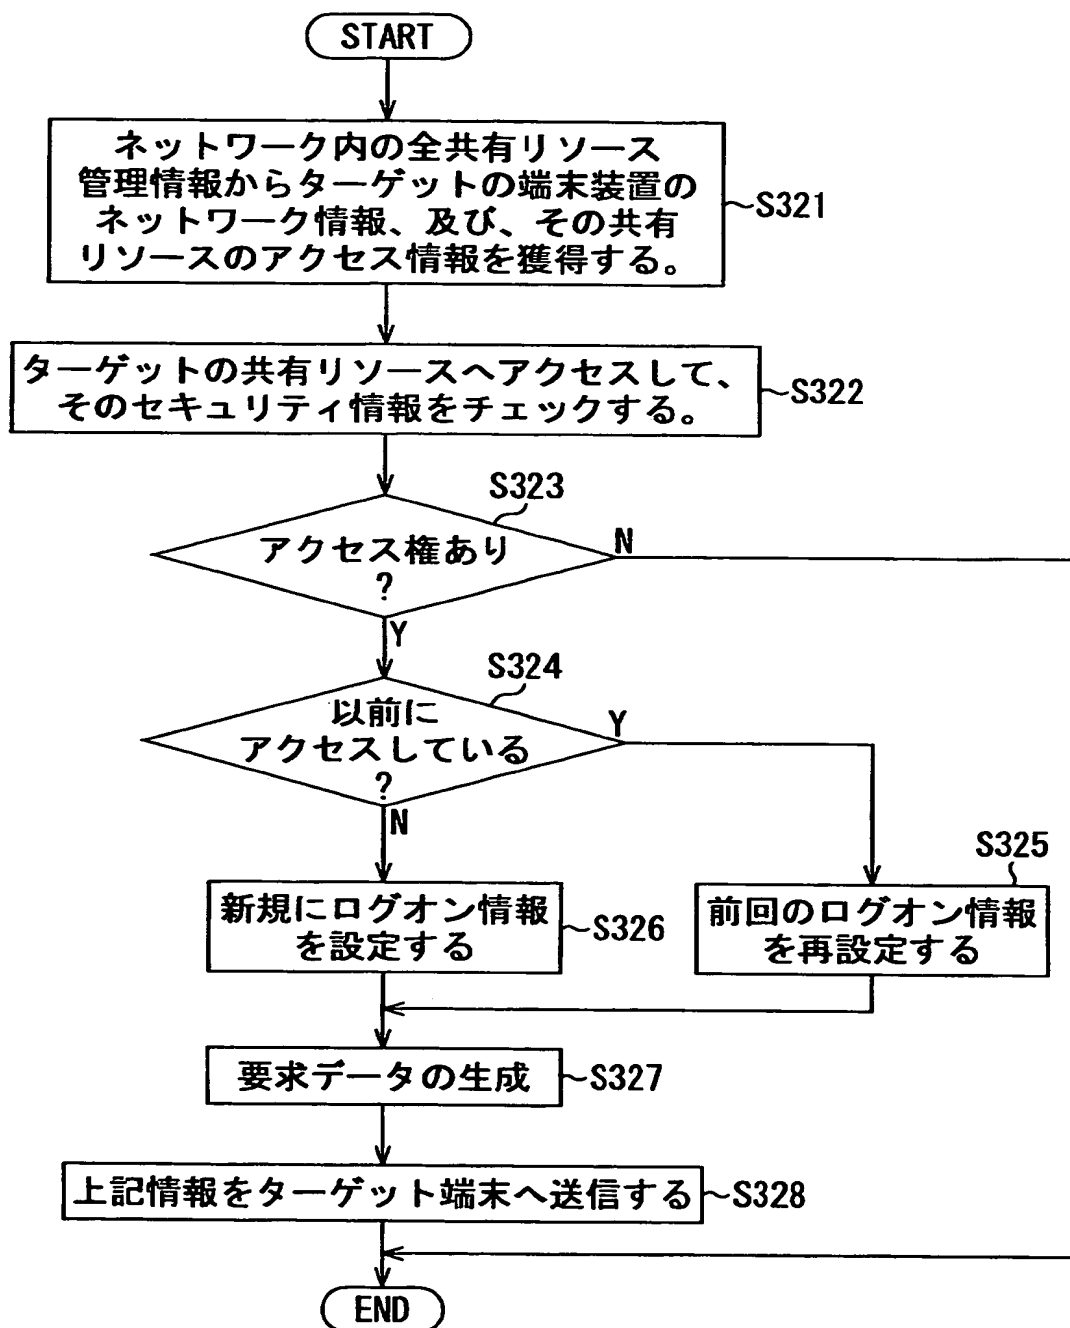 START
ネットワーク内の全共有リソース
管理情報からターゲットの端末装置の
ネットワーク情報、及び、その共有
リソースのアクセス情報を獲得する。
S321
ターゲットの共有リソースへアクセスして、
そのセキュリティ情報をチェックする。
S322
S323
アクセス権あり
?
N
Y
S324
以前に
アクセスしている
?
Y
N
S325
新規にログオン情報
を設定する
S326
前回のログオン情報
を再設定する
要求データの生成
S327
上記情報をターゲット端末へ送信する
S328
END